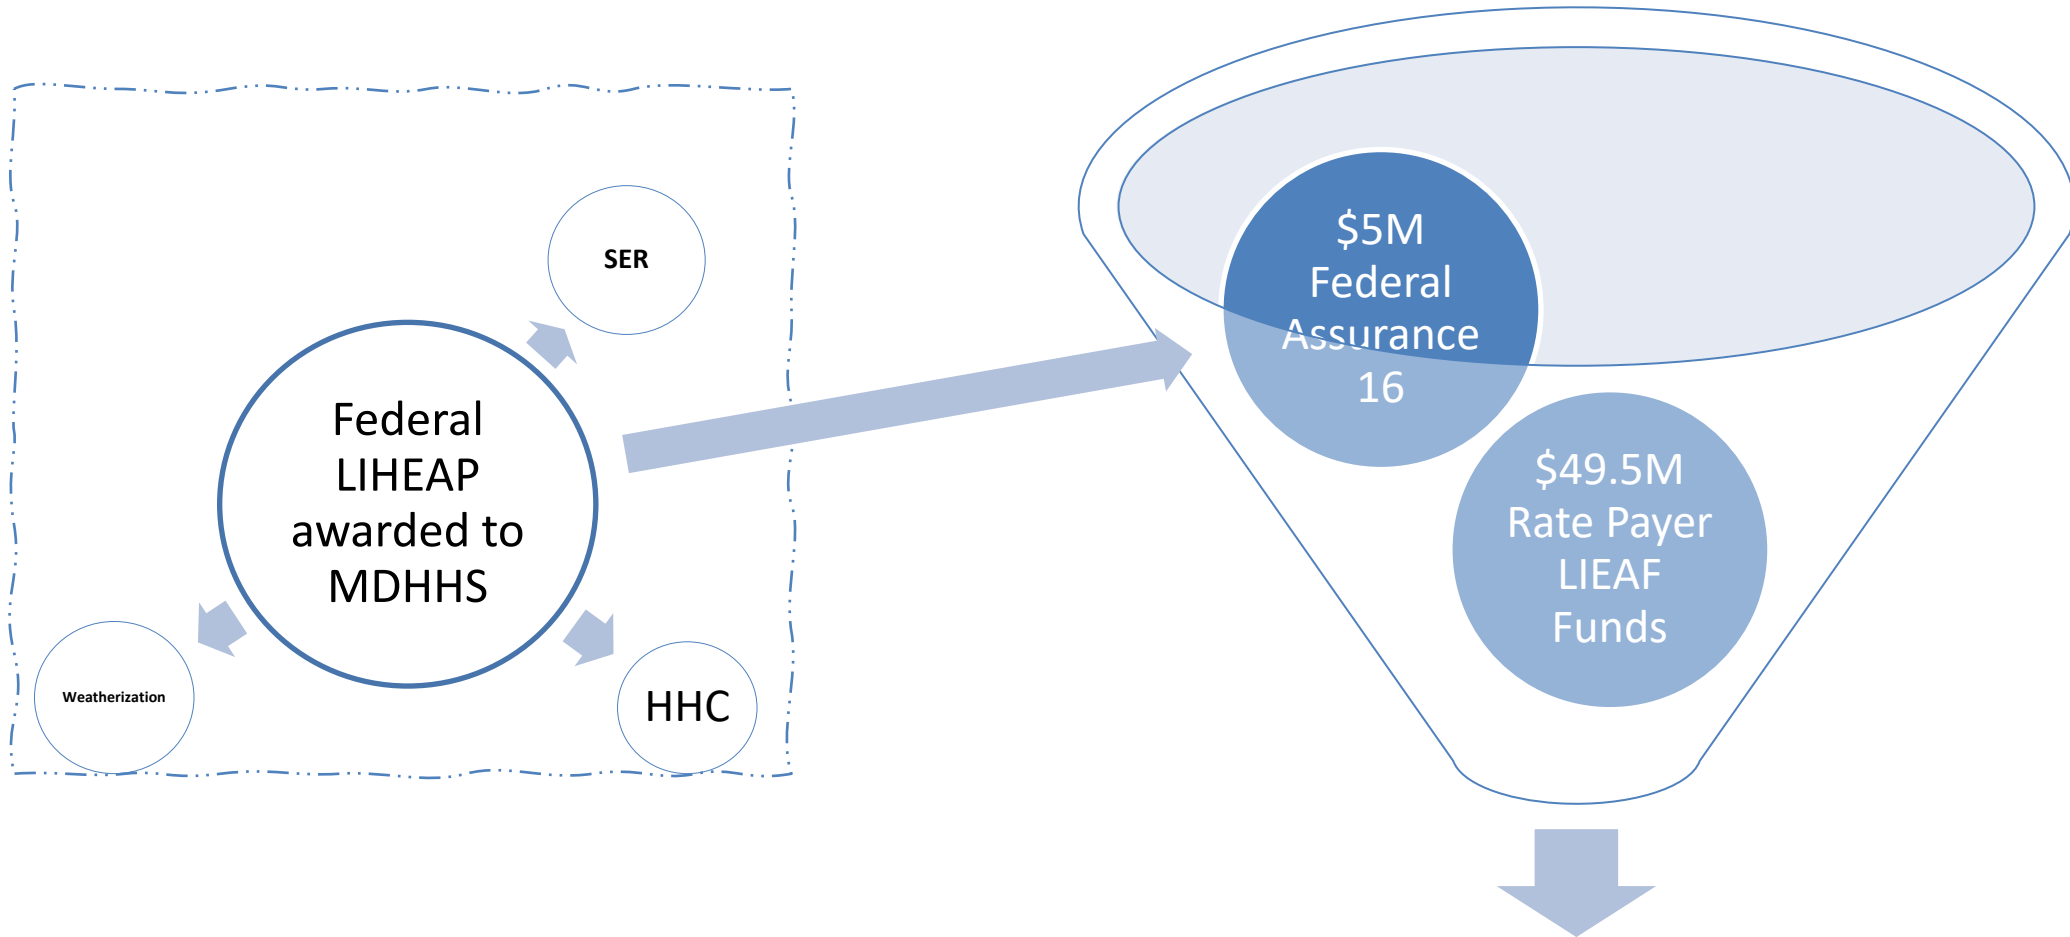 SER
Federal
LIHEAP
awarded to
MDHHS
Weatherization
HHC
$5M
Federal
Assurance
16
$49.5M
Rate Payer
LIEAF
Funds